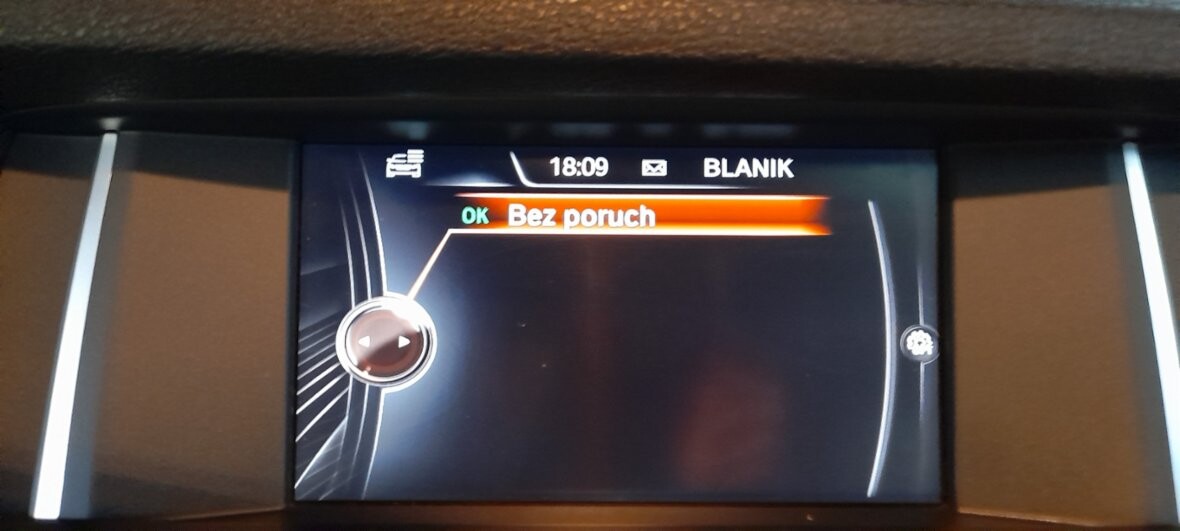 18:09 BLANIK
OK Bez poruch